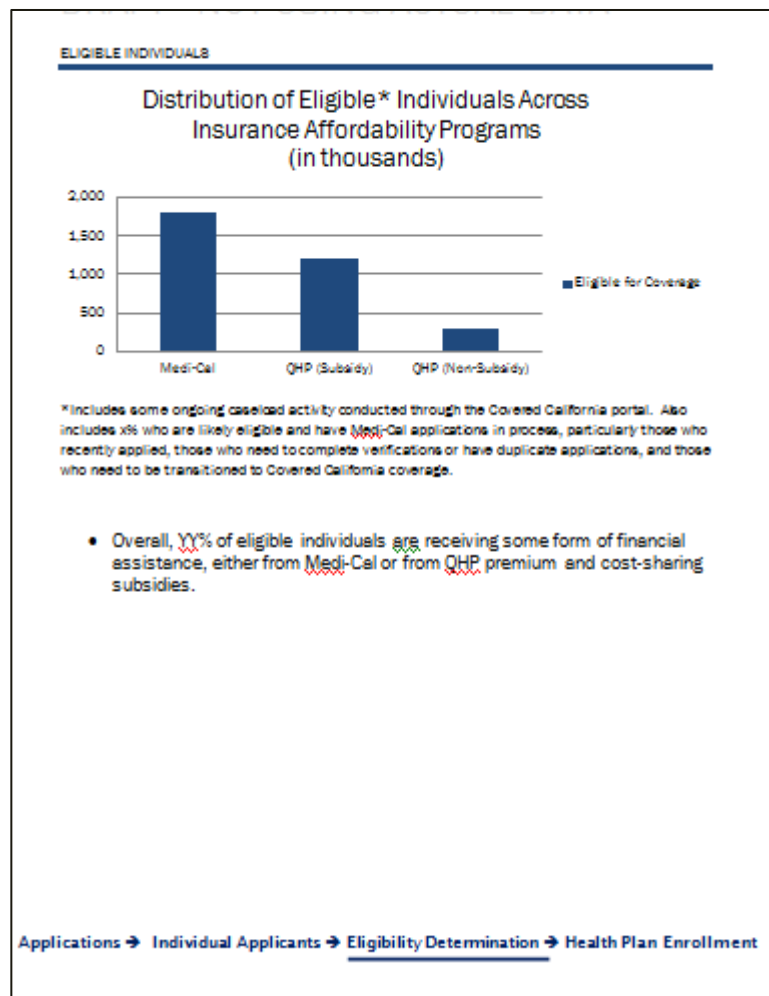 ELIGIBLE INDIVIDUALS
Distribution of Eligible* Individuals Across
Insurance Affordability Programs
(in thousands)
2,000
1,500
1,000
500
0
Medi-Cal
QHP (Subsidy)
QHP (Non-Subsidy)
Eligible for Coverage
*Includes some ongoing caseload activity conducted through the Covered California portal. Also
includes x% who are likely eligible and have Medi-Cal applications in process, particularly those who
recently applied, those who need to complete verifications or have duplicate applications, and those
who need to be transitioned to Covered California coverage.
• Overall, YY% of eligible individuals are receiving some form of financial
assistance, either from Medi-Cal or from QHP premium and cost-sharing
subsidies.
Applications → Individual Applicants → Eligibility Determination → Health Plan Enrollment